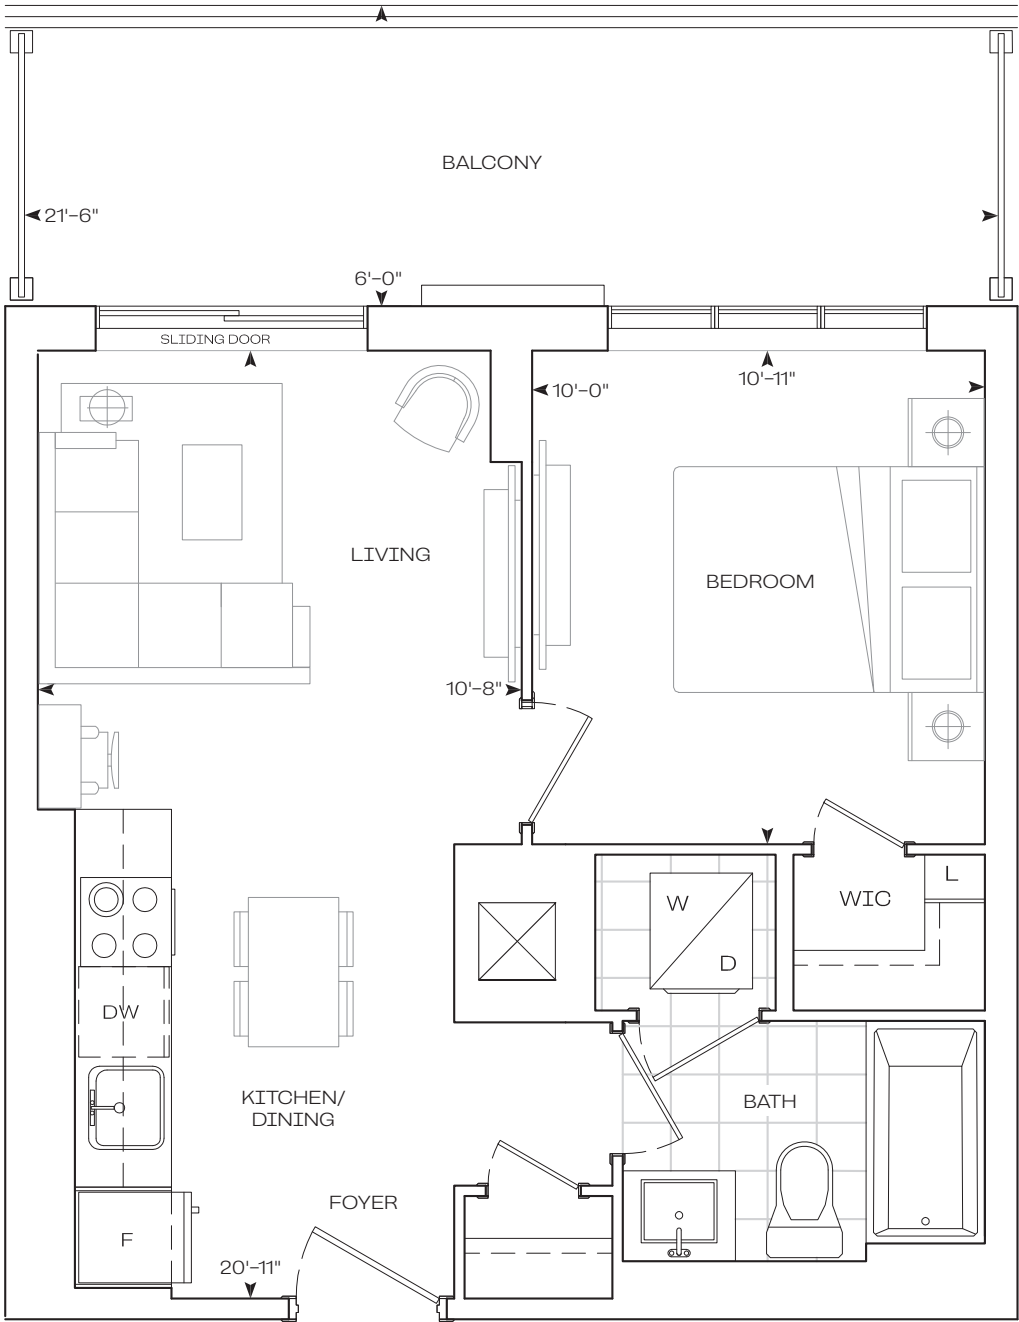 BALCONY
21'-6"
6'-0"
SLIDING DOOR
10'-0"
10'-11"
LIVING
BEDROOM
10'-8"
WIC
L
W
D
DW
KITCHEN/
DINING
BATH
FOYER
F
20'-11"